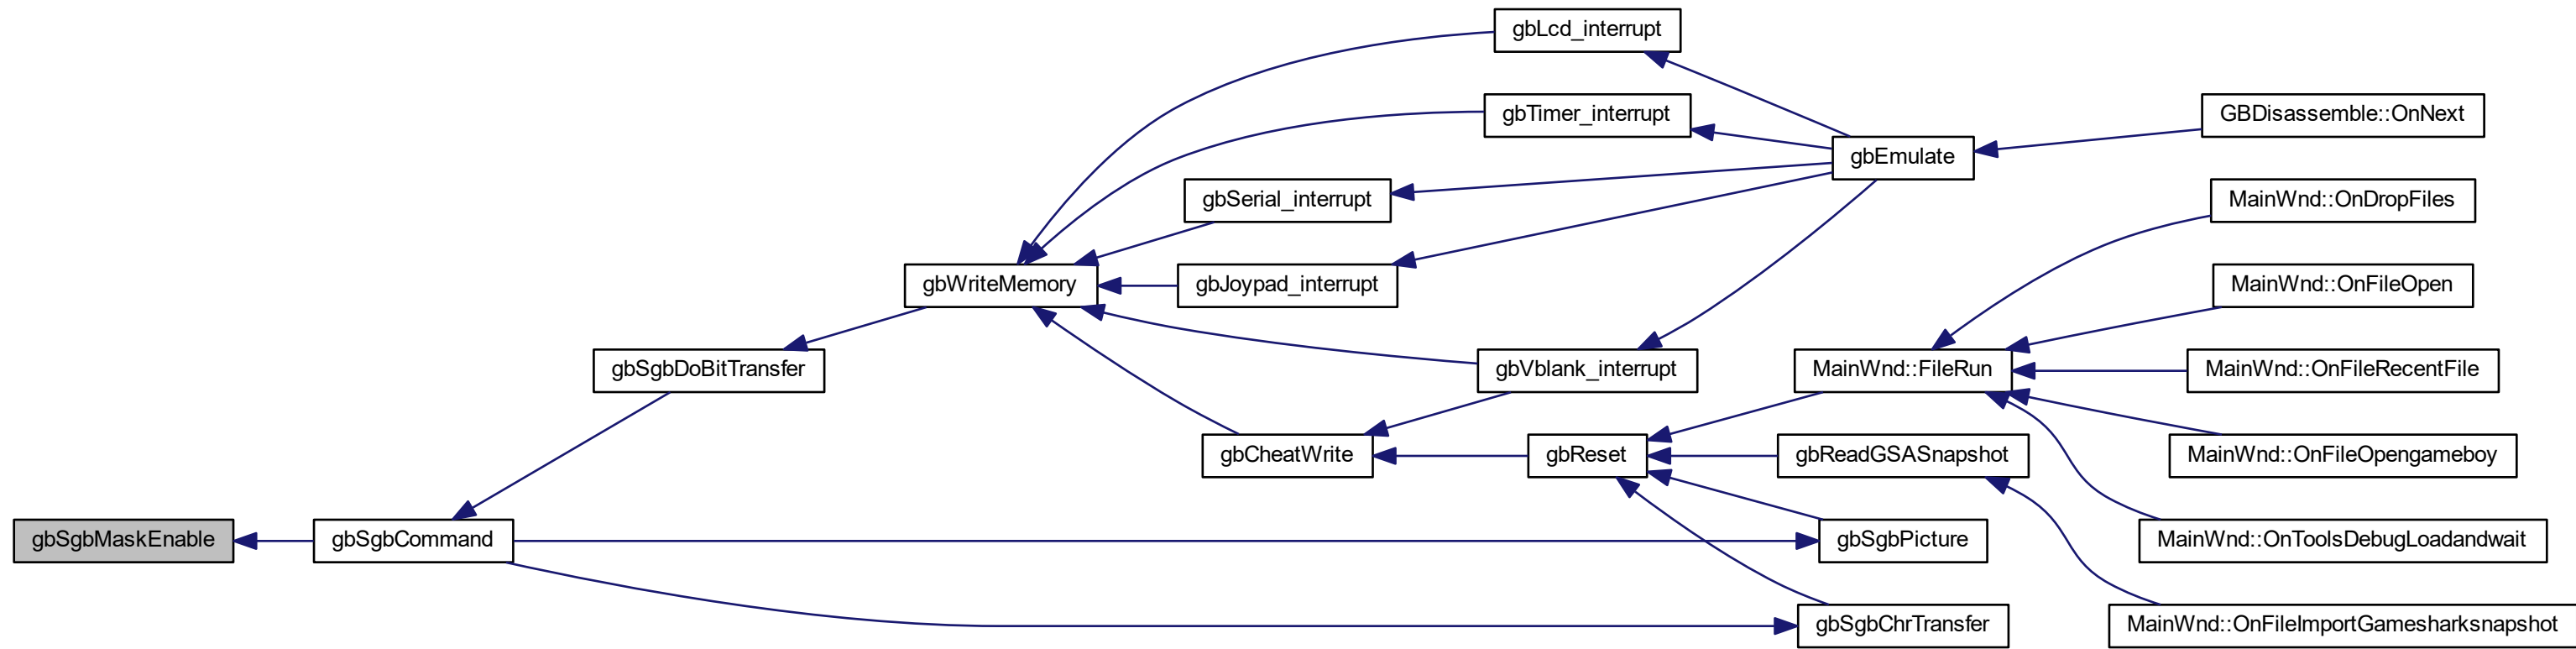 gbLcd_interrupt
gbTimer_interrupt
GBDisassemble::OnNext
gbEmulate
gbSerial_interrupt
MainWnd::OnDropFiles
gbWriteMemory
gbJoypad_interrupt
MainWnd::OnFileOpen
gbSgbDoBitTransfer
gbVblank_interrupt
MainWnd::FileRun
MainWnd::OnFileRecentFile
gbCheatWrite
gbReset
gbReadGSASnapshot
MainWnd::OnFileOpengameboy
gbSgbMaskEnable
gbSgbCommand
gbSgbPicture
MainWnd::OnToolsDebugLoadandwait
gbSgbChrTransfer
MainWnd::OnFileImportGamesharksnapshot